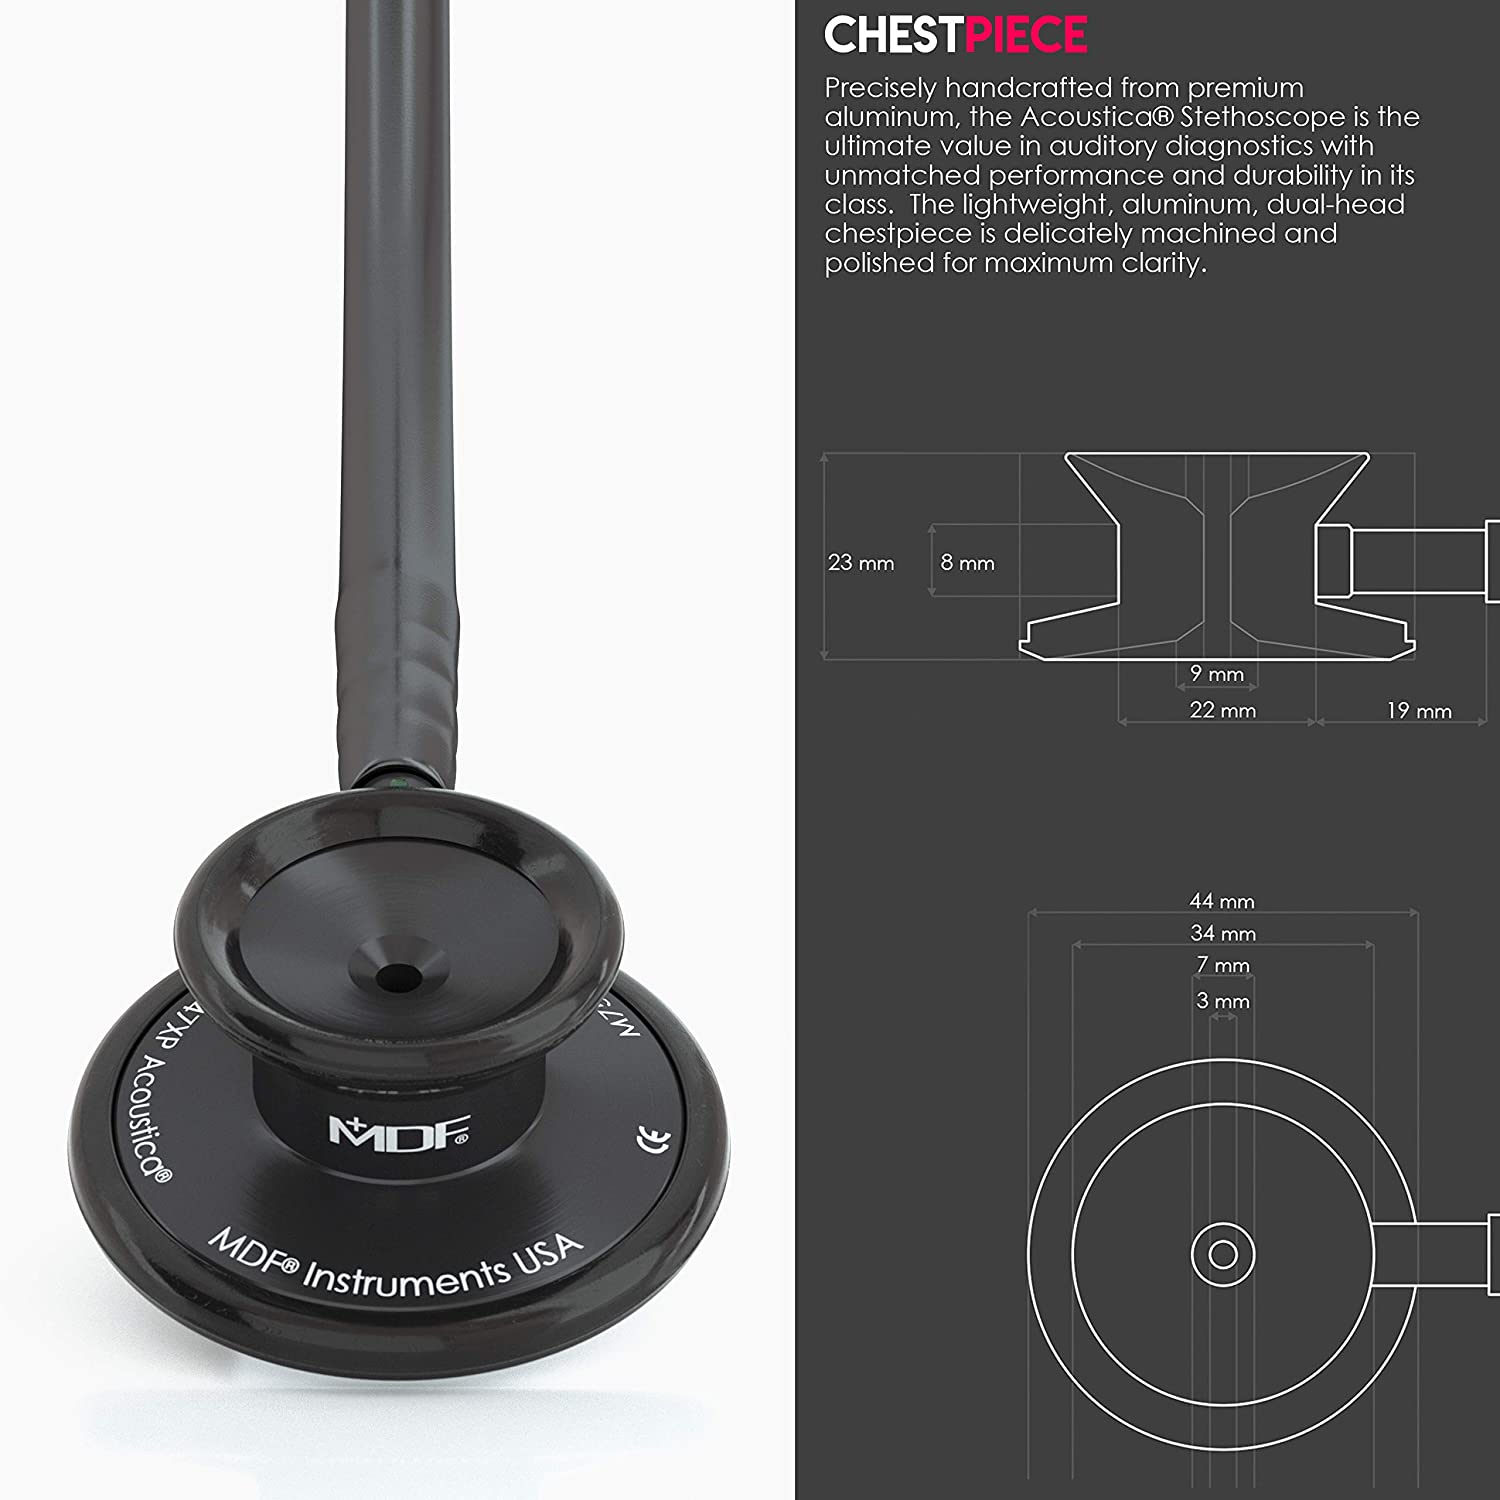 CHESTPIECE
Precisely handcrafted from premium
aluminum, the Acoustica® Stethoscope is the
ultimate value in auditory diagnostics with
unmatched performance and durability in its
class.  The lightweight, aluminum, dual-head
chestpiece is delicately machined and
polished for maximum clarity.
23 mm
8 mm
9 mm
22 mm
19 mm
44 mm
34 mm
7 mm
3 mm
47XP Acoustica®
MDF®
CE
MDF® Instruments USA